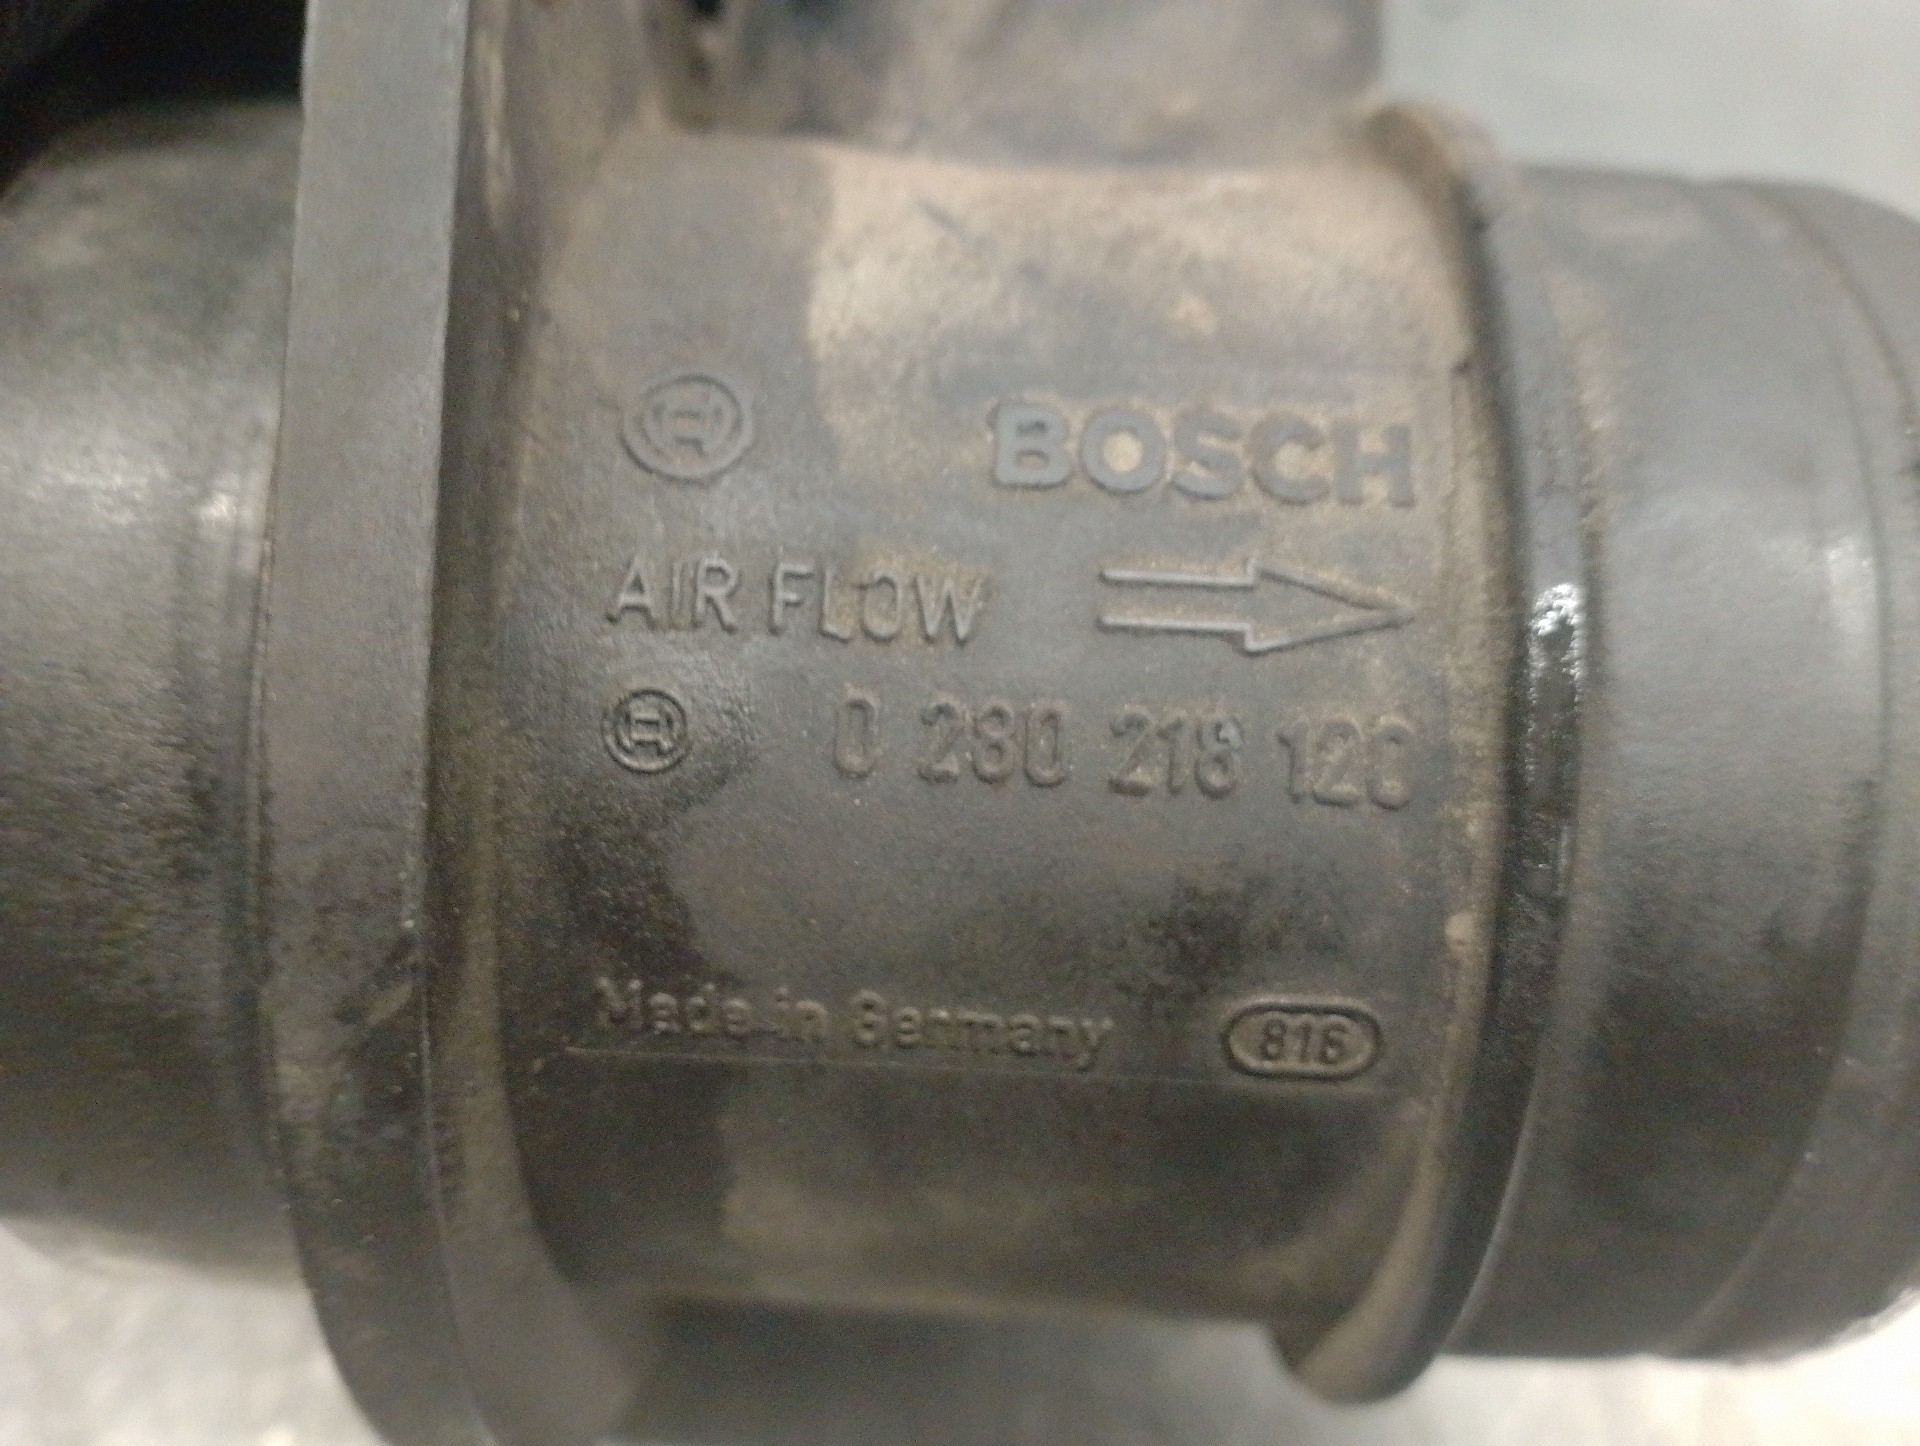 BOSCH
AIR FLOW
0 280 218 120
Made in Germany 816